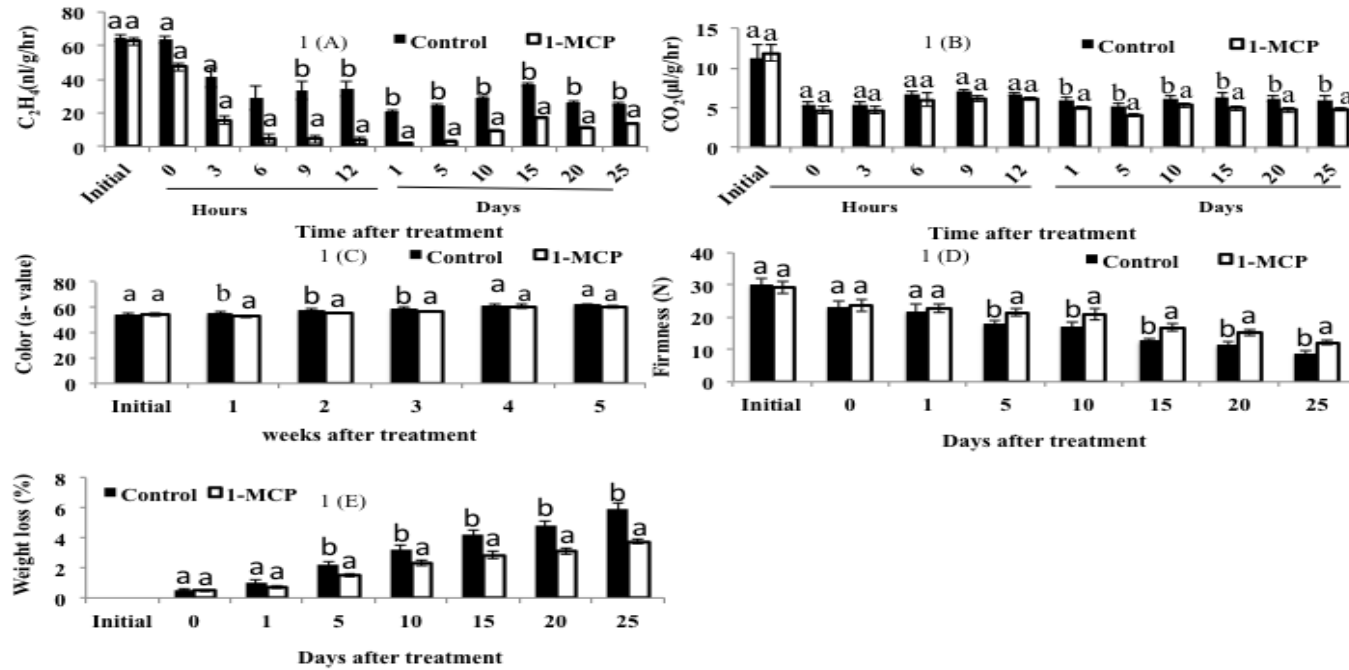 1 (A)
Control 1-MCP
C₂H₄(nl/g/hr)
80
60
40
20
0
a a a a a a a b a b a b a b a b a b a b a b a
Initial 0 3 6 9 12 1 5 10 15 20 25
Hours Days
Time after treatment
1 (B)
Control 1-MCP
CO₂(µl/g/hr)
15
10
5
0
a a a a a a a a a a a a b a b a b a b a b a b a
Initial 0 3 6 9 12 1 5 10 15 20 25
Hours Days
Time after treatment
1 (C)
Control 1-MCP
Color (a- value)
80
60
40
20
0
a a b a b a b a a a a a
Initial 1 2 3 4 5
weeks after treatment
1 (D)
Control 1-MCP
Firmness (N)
40
30
20
10
0
a a a a a a b a b a b a b a b a
Initial 0 1 5 10 15 20 25
Days after treatment
Control 1-MCP
1 (E)
Weight loss (%)
8
6
4
2
0
a a a a b a b a b a b a b a
Initial 0 1 5 10 15 20 25
Days after treatment